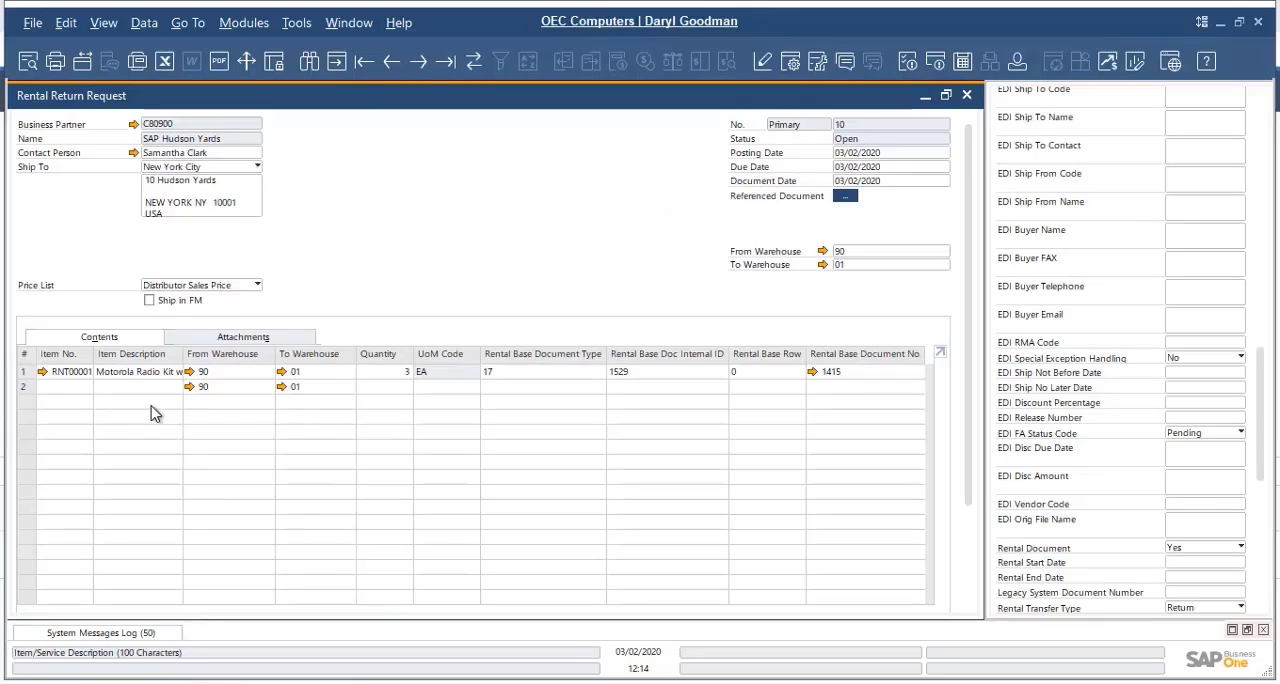 File Edit View Data Go To Modules Tools Window Help
OEC Computers | Daryl Goodman
X W PDF ?
Rental Return Request
Business Partner C80900
Name SAP Hudson Yards
Contact Person Samantha Clark
Ship To New York City
10 Hudson Yards
NEW YORK NY 10001
USA
No. Primary 10
Status Open
Posting Date 03/02/2020
Due Date 03/02/2020
Document Date 03/02/2020
Referenced Document ...
From Warehouse 90
To Warehouse 01
Price List Distributor Sales Price
Ship in FM
Contents Attachments
# Item No. Item Description From Warehouse To Warehouse Quantity UoM Code Rental Base Document Type Rental Base Doc Internal ID Rental Base Row Rental Base Document No
1 RNT00001 Motorola Radio Kit w 90 01 3 EA 17 1529 0 1415
2 90 01
EDI Ship To Code
EDI Ship To Name
EDI Ship To Contact
EDI Ship From Code
EDI Ship From Name
EDI Buyer Name
EDI Buyer FAX
EDI Buyer Telephone
EDI Buyer Email
EDI RMA Code
EDI Special Exception Handling No
EDI Ship Not Before Date
EDI Ship No Later Date
EDI Discount Percentage
EDI Release Number
EDI FA Status Code Pending
EDI Disc Due Date
EDI Disc Amount
EDI Vendor Code
EDI Orig File Name
Rental Document Yes
Rental Start Date
Rental End Date
Legacy System Document Number
Rental Transfer Type Return
System Messages Log (50)
Item/Service Description (100 Characters)
03/02/2020
12:14
SAP Business One